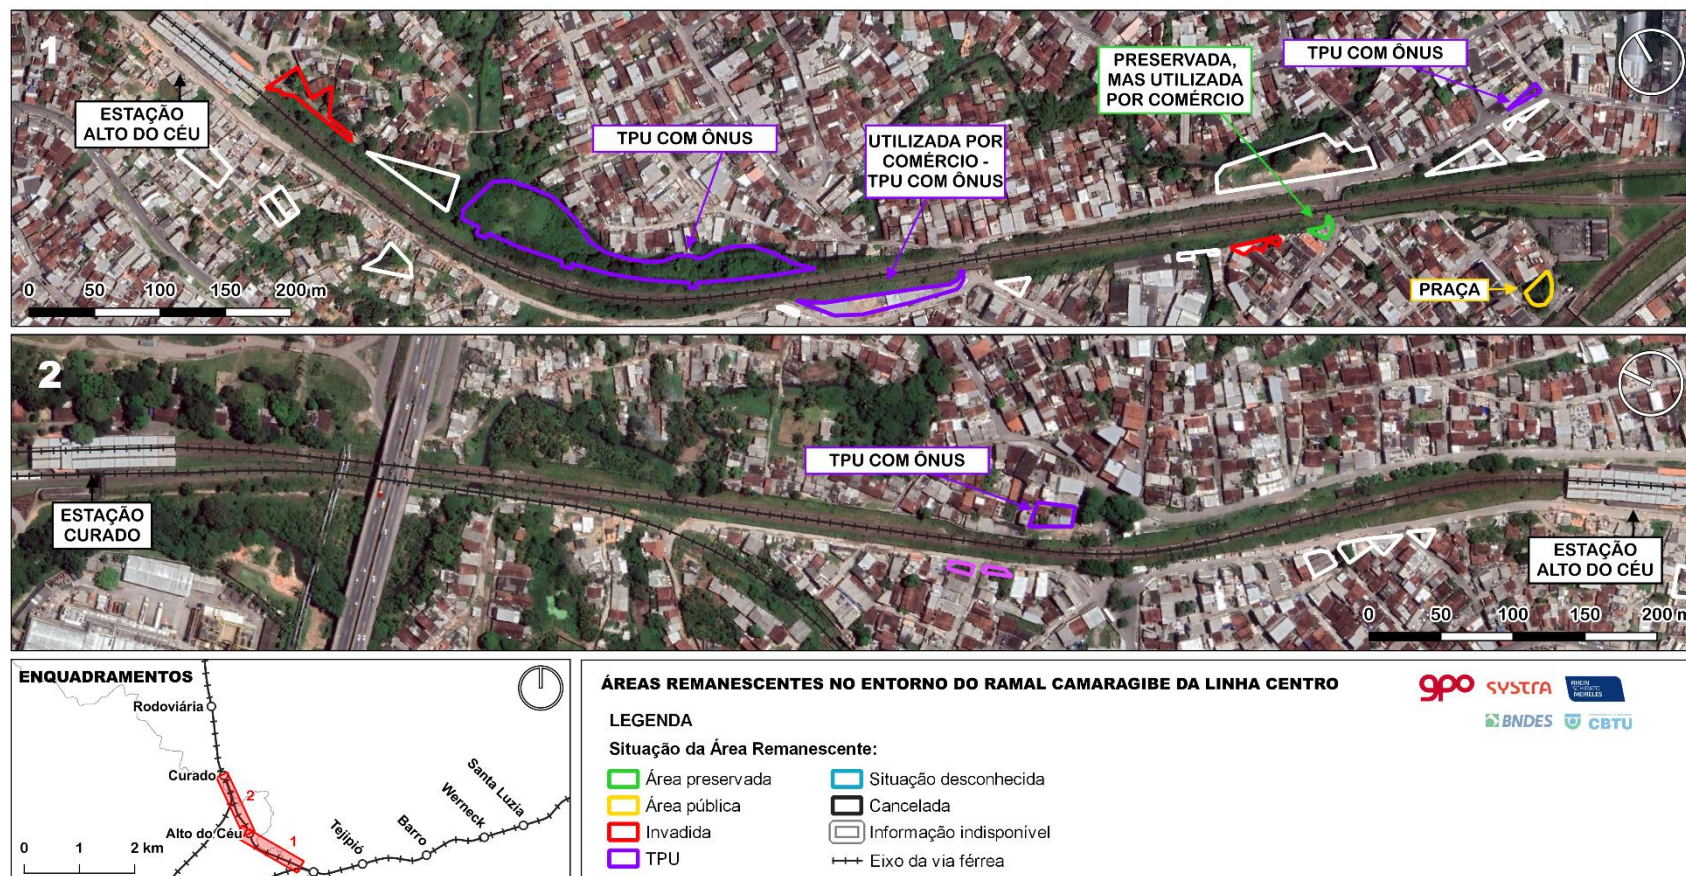 1
ESTAÇÃO
ALTO DO CÉU
TPU COM ÔNUS
UTILIZADA POR
COMÉRCIO -
TPU COM ÔNUS
PRESERVADA,
MAS UTILIZADA
POR COMÉRCIO
TPU COM ÔNUS
PRAÇA
0 50 100 150 200 m
2
ESTAÇÃO
CURADO
TPU COM ÔNUS
ESTAÇÃO
ALTO DO CÉU
0 50 100 150 200 m
ENQUADRAMENTOS
Rodoviária
Curado
2
Alto do Céu
1
Tejipió
Barro
Werneck
Santa Luzia
0 1 2 km
ÁREAS REMANESCENTES NO ENTORNO DO RAMAL CAMARAGIBE DA LINHA CENTRO
LEGENDA
Situação da Área Remanescente:
Área preservada
Área pública
Invadida
TPU
Situação desconhecida
Cancelada
Informação indisponível
Eixo da via férrea
gpo
SYSTRA
RHEIN
SCHIRATO
MEIRELES
BNDES
CBTU